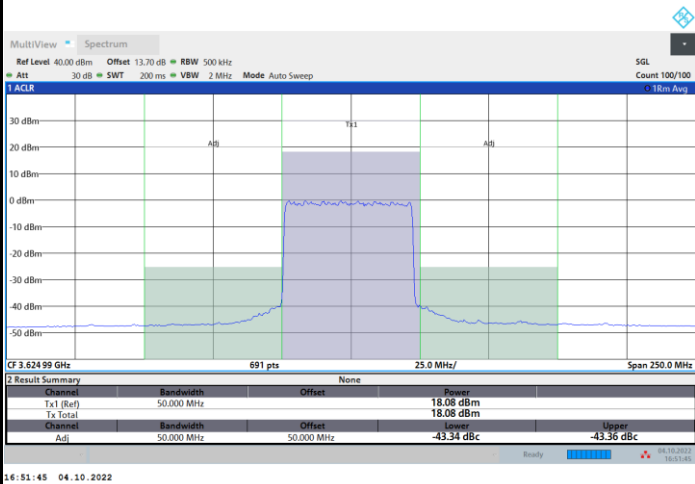 MultiView Spectrum
Ref Level 40.00 dBm Offset 13.70 dB RBW 500 kHz SGL
Att 30 dB SWT 200 ms VBW 2 MHz Mode Auto Sweep Count 100/100
1 ACLR 1Rm Avg
30 dBm
Tx1
20 dBm
Adj Adj
10 dBm
0 dBm
-10 dBm
-20 dBm
-30 dBm
-40 dBm
-50 dBm
CF 3.624 99 GHz 691 pts 25.0 MHz/ Span 250.0 MHz
2 Result Summary None
Channel Bandwidth Offset Power
Tx1 (Ref) 50.000 MHz 18.08 dBm
Tx Total 18.08 dBm
Channel Bandwidth Offset Lower Upper
Adj 50.000 MHz 50.000 MHz -43.34 dBc -43.36 dBc
Ready 04.10.2022
16:51:45
16:51:45 04.10.2022